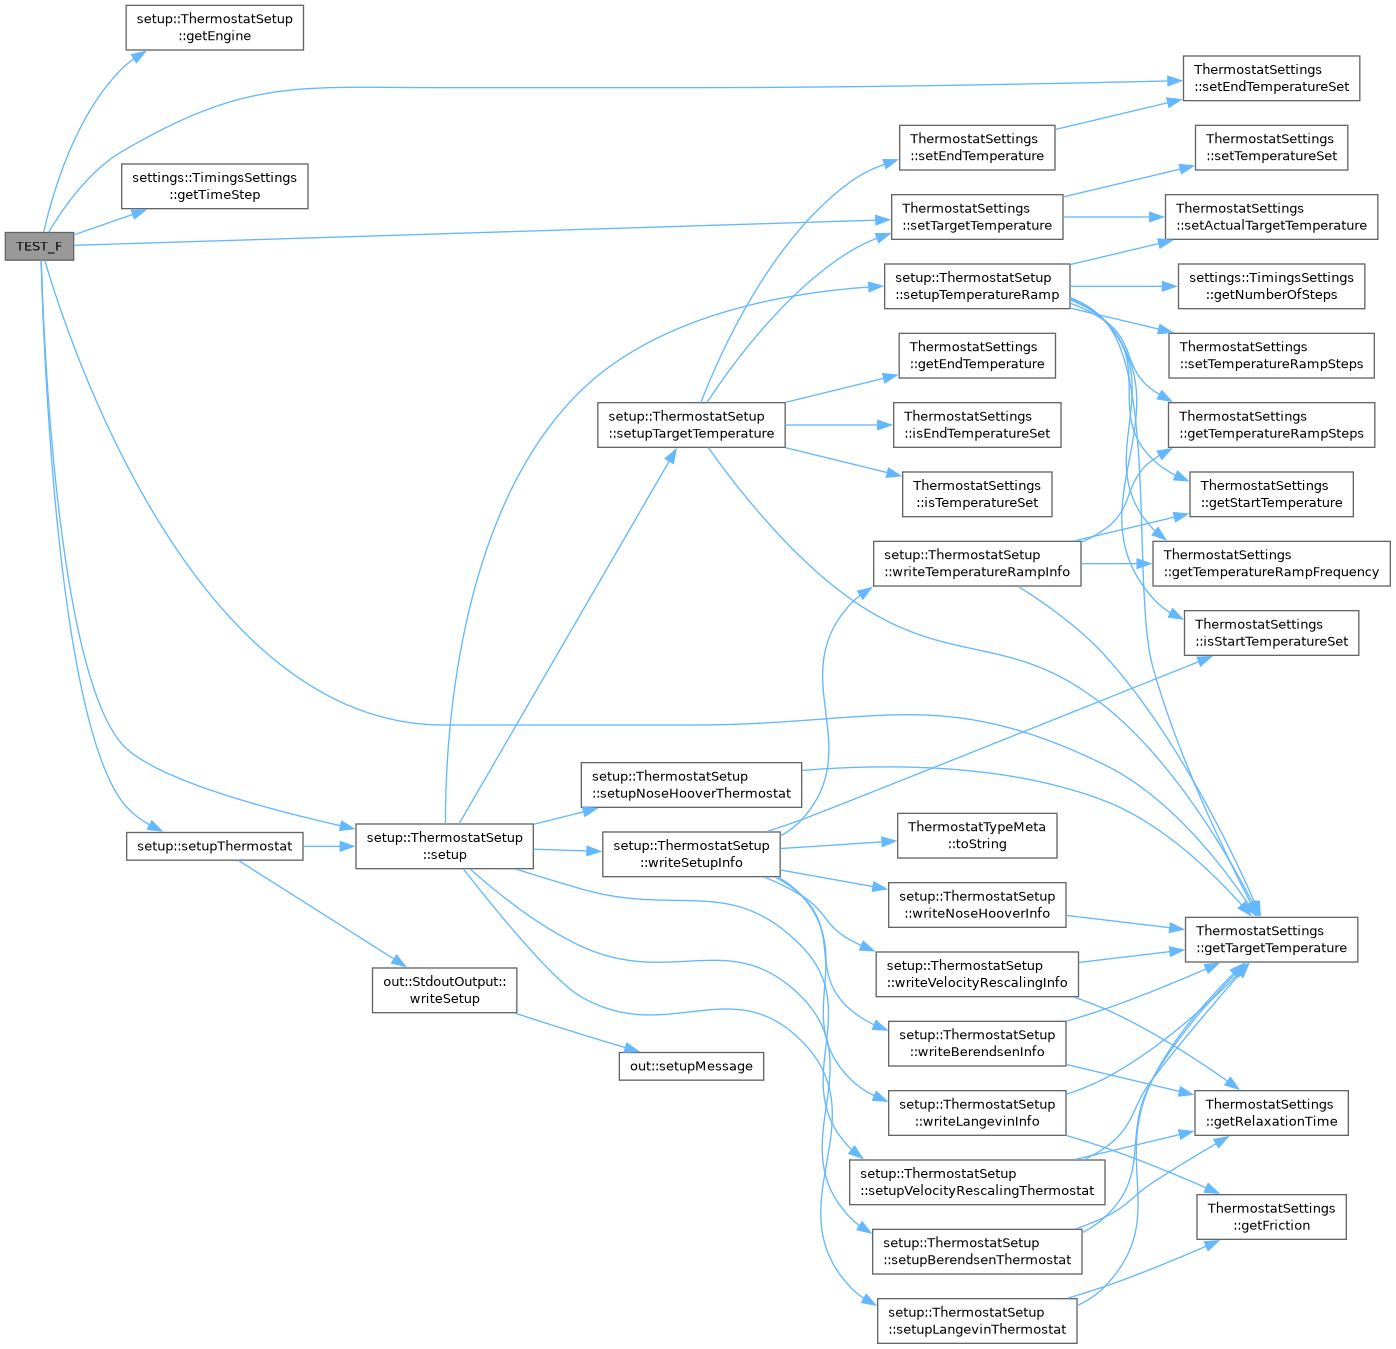 setup::ThermostatSetup
::getEngine
ThermostatSettings
::setEndTemperatureSet
ThermostatSettings
::setEndTemperature
ThermostatSettings
::setTemperatureSet
settings::TimingsSettings
::getTimeStep
ThermostatSettings
::setTargetTemperature
ThermostatSettings
::setActualTargetTemperature
TEST_F
setup::ThermostatSetup
::setupTemperatureRamp
settings::TimingsSettings
::getNumberOfSteps
ThermostatSettings
::getEndTemperature
ThermostatSettings
::setTemperatureRampSteps
setup::ThermostatSetup
::setupTargetTemperature
ThermostatSettings
::isEndTemperatureSet
ThermostatSettings
::getTemperatureRampSteps
ThermostatSettings
::isTemperatureSet
ThermostatSettings
::getStartTemperature
setup::ThermostatSetup
::writeTemperatureRampInfo
ThermostatSettings
::getTemperatureRampFrequency
ThermostatSettings
::isStartTemperatureSet
setup::ThermostatSetup
::setupNoseHooverThermostat
setup::setupThermostat
setup::ThermostatSetup
::setup
setup::ThermostatSetup
::writeSetupInfo
ThermostatTypeMeta
::toString
setup::ThermostatSetup
::writeNoseHooverInfo
ThermostatSettings
::getTargetTemperature
out::StdoutOutput::
writeSetup
setup::ThermostatSetup
::writeVelocityRescalingInfo
setup::ThermostatSetup
::writeBerendsenInfo
out::setupMessage
setup::ThermostatSetup
::writeLangevinInfo
ThermostatSettings
::getRelaxationTime
setup::ThermostatSetup
::setupVelocityRescalingThermostat
ThermostatSettings
::getFriction
setup::ThermostatSetup
::setupBerendsenThermostat
setup::ThermostatSetup
::setupLangevinThermostat